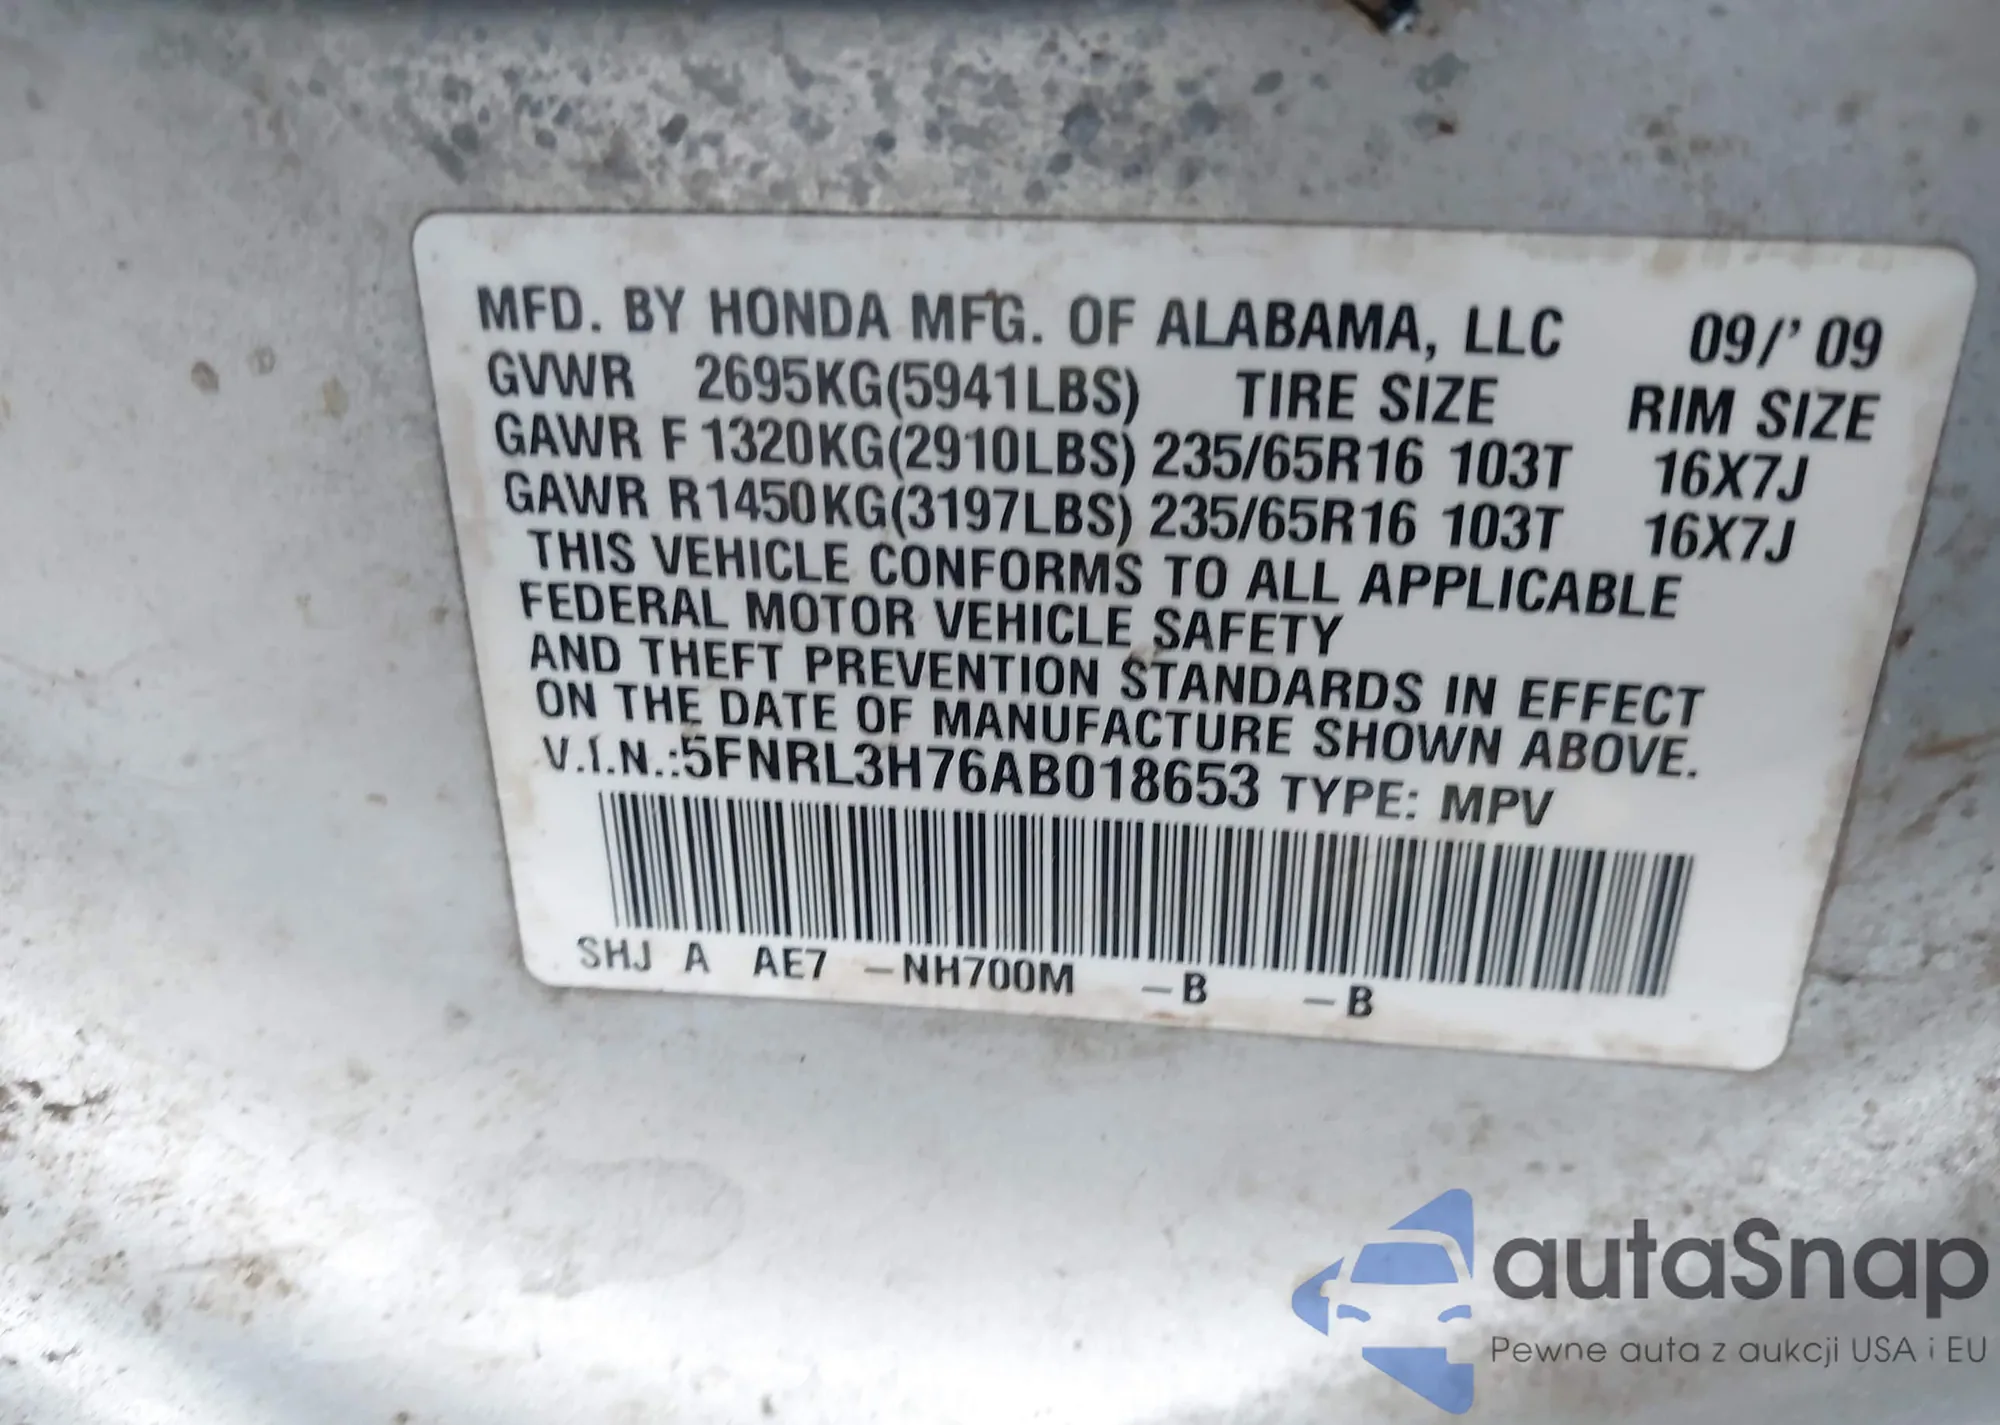 MFD. BY HONDA MFG. OF ALABAMA, LLC 09/' 09
GVWR 2695KG(5941LBS) TIRE SIZE RIM SIZE
GAWR F 1320KG(2910LBS) 235/65R16 103T 16X7J
GAWR R1450KG(3197LBS) 235/65R16 103T 16X7J
THIS VEHICLE CONFORMS TO ALL APPLICABLE
FEDERAL MOTOR VEHICLE SAFETY
AND THEFT PREVENTION STANDARDS IN EFFECT
ON THE DATE OF MANUFACTURE SHOWN ABOVE.
V.I.N.:5FNRL3H76AB018653 TYPE: MPV
SHJ A AE7 -NH700M -B -B
autaSnap
Pewne auta z aukcji USA i EU